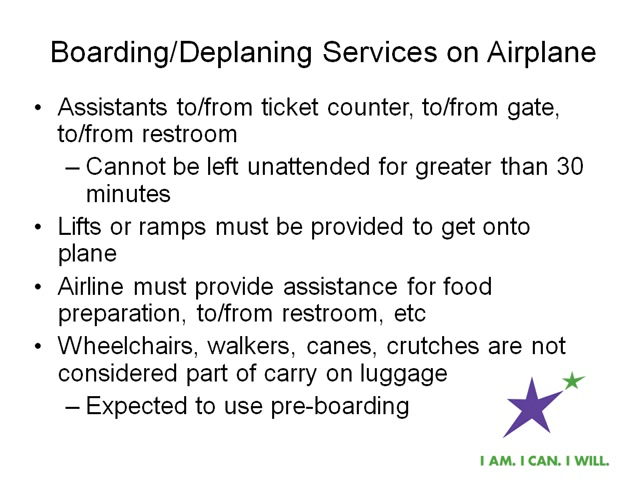 Boarding/Deplaning Services on Airplane
• Assistants to/from ticket counter, to/from gate,
to/from restroom
– Cannot be left unattended for greater than 30
minutes
• Lifts or ramps must be provided to get onto
plane
• Airline must provide assistance for food
preparation, to/from restroom, etc
• Wheelchairs, walkers, canes, crutches are not
considered part of carry on luggage
– Expected to use pre-boarding
I AM. I CAN. I WILL.